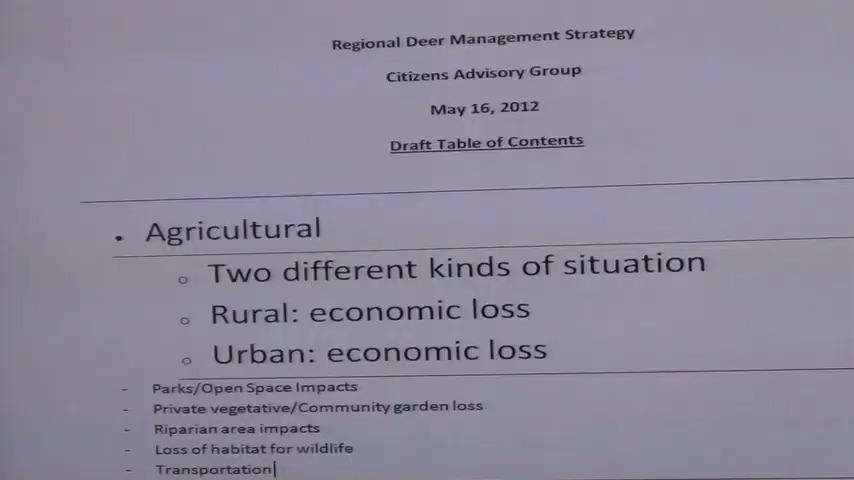 Regional Deer Management Strategy
Citizens Advisory Group
May 16, 2012
Draft Table of Contents
• Agricultural
o Two different kinds of situation
o Rural: economic loss
o Urban: economic loss
- Parks/Open Space Impacts
- Private vegetative/Community garden loss
- Riparian area impacts
- Loss of habitat for wildlife
- Transportation